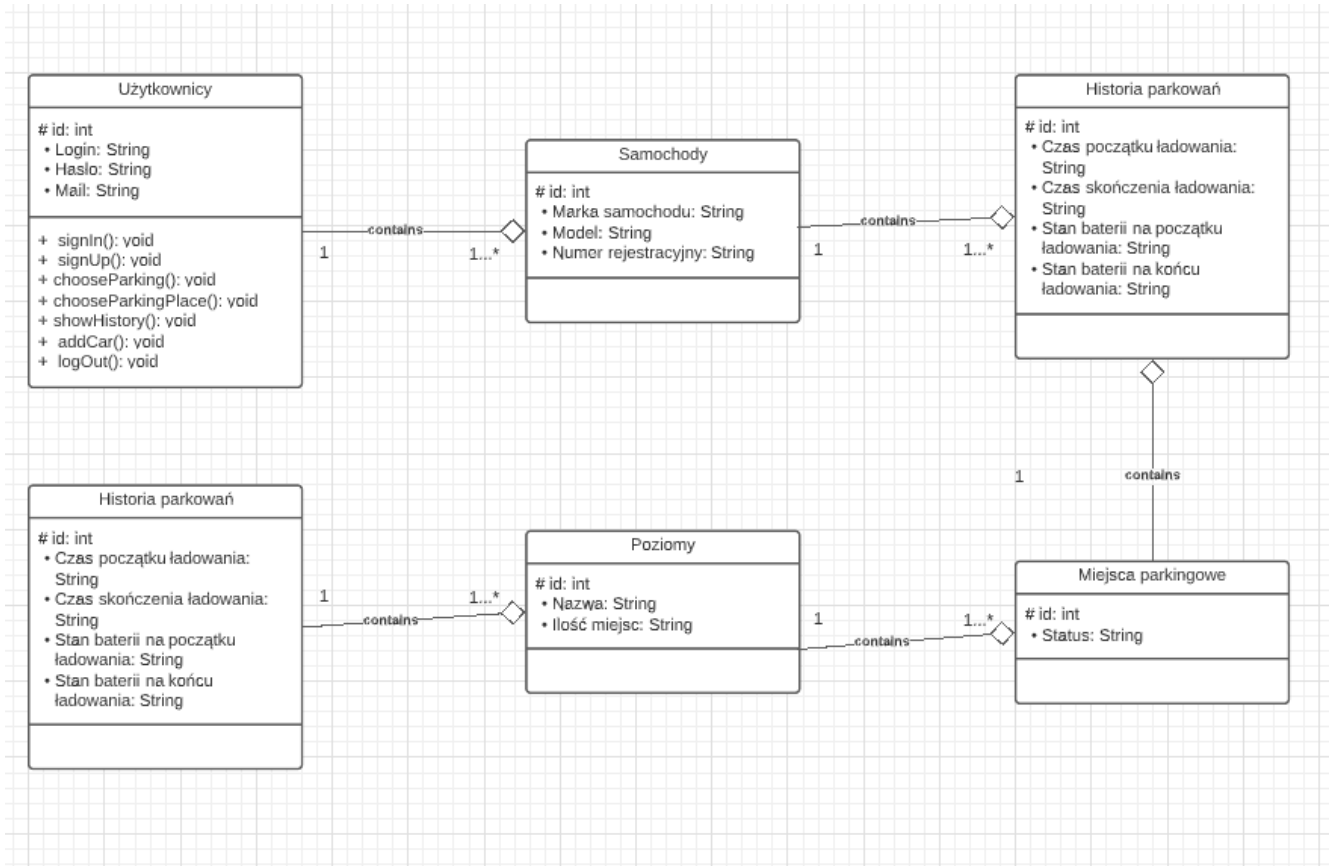 Użytkownicy
# id: int
• Login: String
• Hasło: String
• Mail: String
+ signIn(): void
+ signUp(): void
+ chooseParking(): void
+ chooseParkingPlace(): void
+ showHistory(): void
+ addCar(): void
+ logOut(): void
contains
1
1...*
Samochody
# id: int
• Marka samochodu: String
• Model: String
• Numer rejestracyjny: String
contains
1
1...*
Historia parkowań
# id: int
• Czas początku ładowania:
String
• Czas skończenia ładowania:
String
• Stan baterii na początku
ładowania: String
• Stan baterii na końcu
ładowania: String
1
contains
Historia parkowań
# id: int
• Czas początku ładowania:
String
• Czas skończenia ładowania:
String
• Stan baterii na początku
ładowania: String
• Stan baterii na końcu
ładowania: String
1
1...*
contains
Poziomy
# id: int
• Nazwa: String
• Ilość miejsc: String
1
1...*
contains
Miejsca parkingowe
# id: int
• Status: String